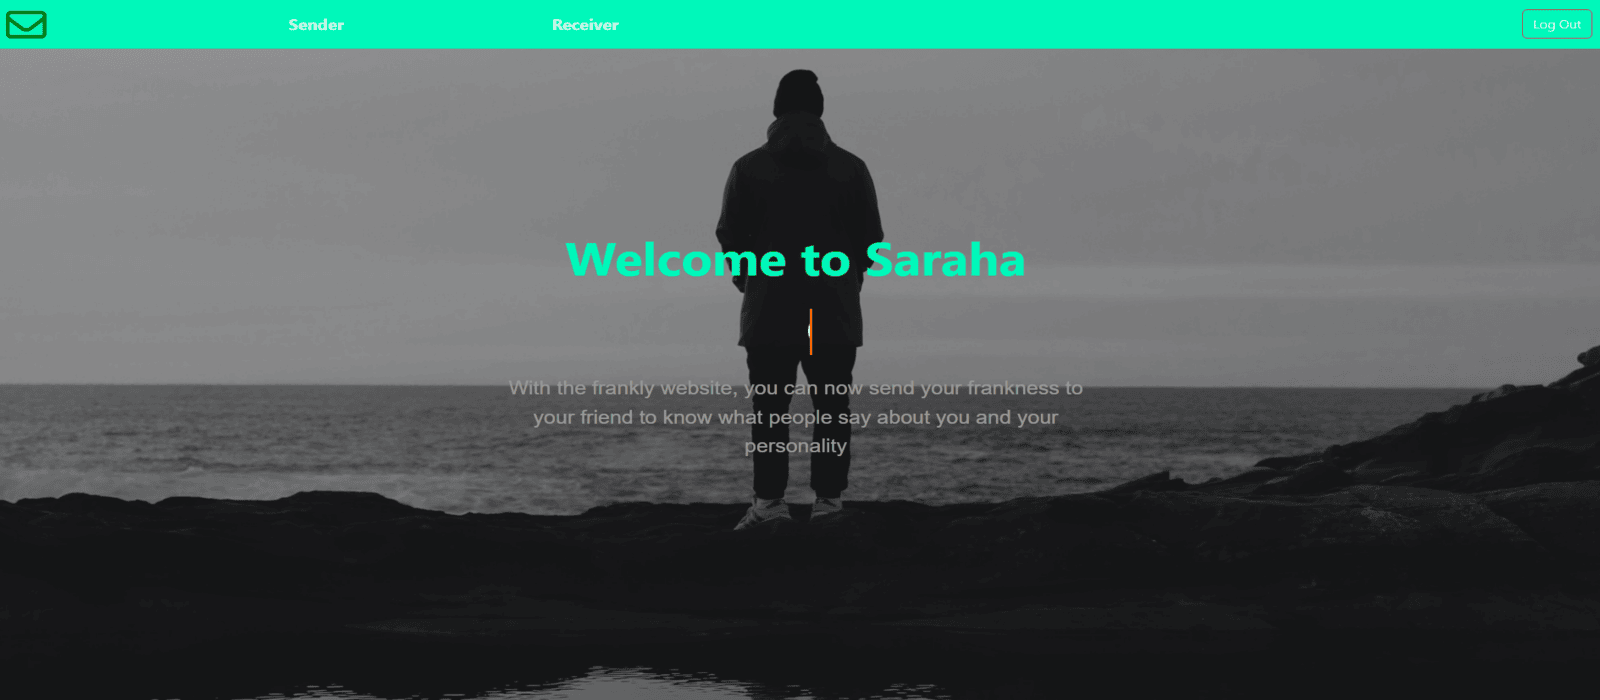 Sender
Receiver
Log Out
Welcome to Saraha
With the frankly website, you can now send your frankness to
your friend to know what people say about you and your
personality